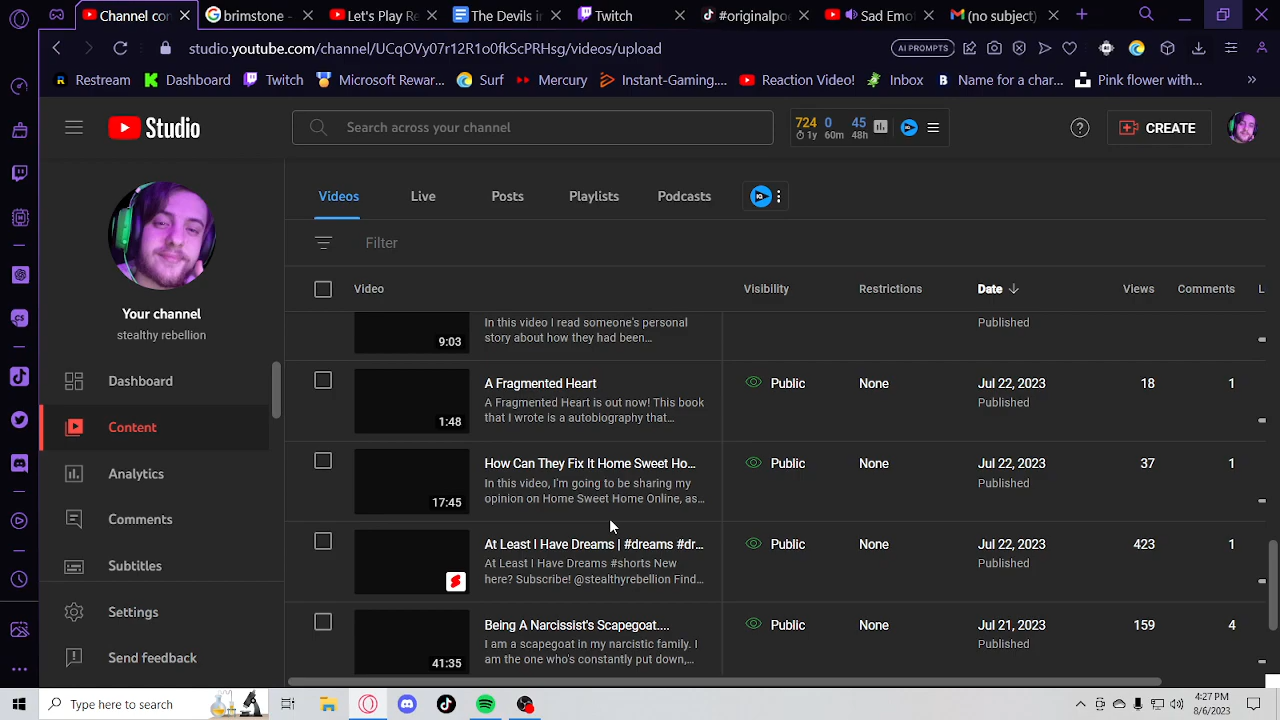 Channel con
brimstone -
Let's Play Re
The Devils in
Twitch
#originalpoe
Sad Emot
(no subject)
studio.youtube.com/channel/UCqOVy07r12R1o0fkScPRHsg/videos/upload
AI PROMPTS
Restream
Dashboard
Twitch
Microsoft Rewar...
Surf
Mercury
Instant-Gaming....
Reaction Video!
Inbox
Name for a char...
Pink flower with...
Studio
Search across your channel
724 0 45
1y 60m 48h
CREATE
Your channel
stealthy rebellion
Dashboard
Content
Analytics
Comments
Subtitles
Settings
Send feedback
Videos Live Posts Playlists Podcasts
Filter
Video Visibility Restrictions Date Views Comments L
In this video I read someone's personal
story about how they had been...
9:03
Published
A Fragmented Heart
A Fragmented Heart is out now! This book
that I wrote is a autobiography that...
1:48
Public None Jul 22, 2023 18 1
Published
How Can They Fix It Home Sweet Ho...
In this video, I'm going to be sharing my
opinion on Home Sweet Home Online, as...
17:45
Public None Jul 22, 2023 37 1
Published
At Least I Have Dreams | #dreams #dr...
At Least I Have Dreams #shorts New
here? Subscribe! @stealthyrebellion Find...
Public None Jul 22, 2023 423 1
Published
Being A Narcissist's Scapegoat....
I am a scapegoat in my narcistic family. I
am the one who's constantly put down,...
41:35
Public None Jul 21, 2023 159 4
Published
Type here to search
4:27 PM
8/6/2023